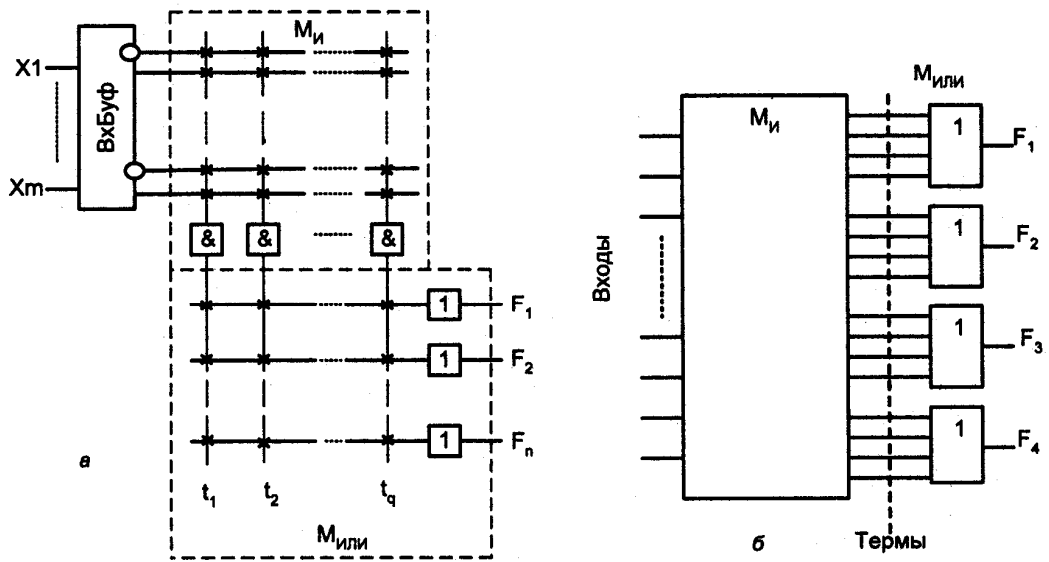 X1
Xm
ВхБуф
Mи
&
&
&
1
F1
1
F2
1
Fn
t1
t2
tq
Mили
а
Входы
Mи
Mили
1
F1
1
F2
1
F3
1
F4
Термы
б